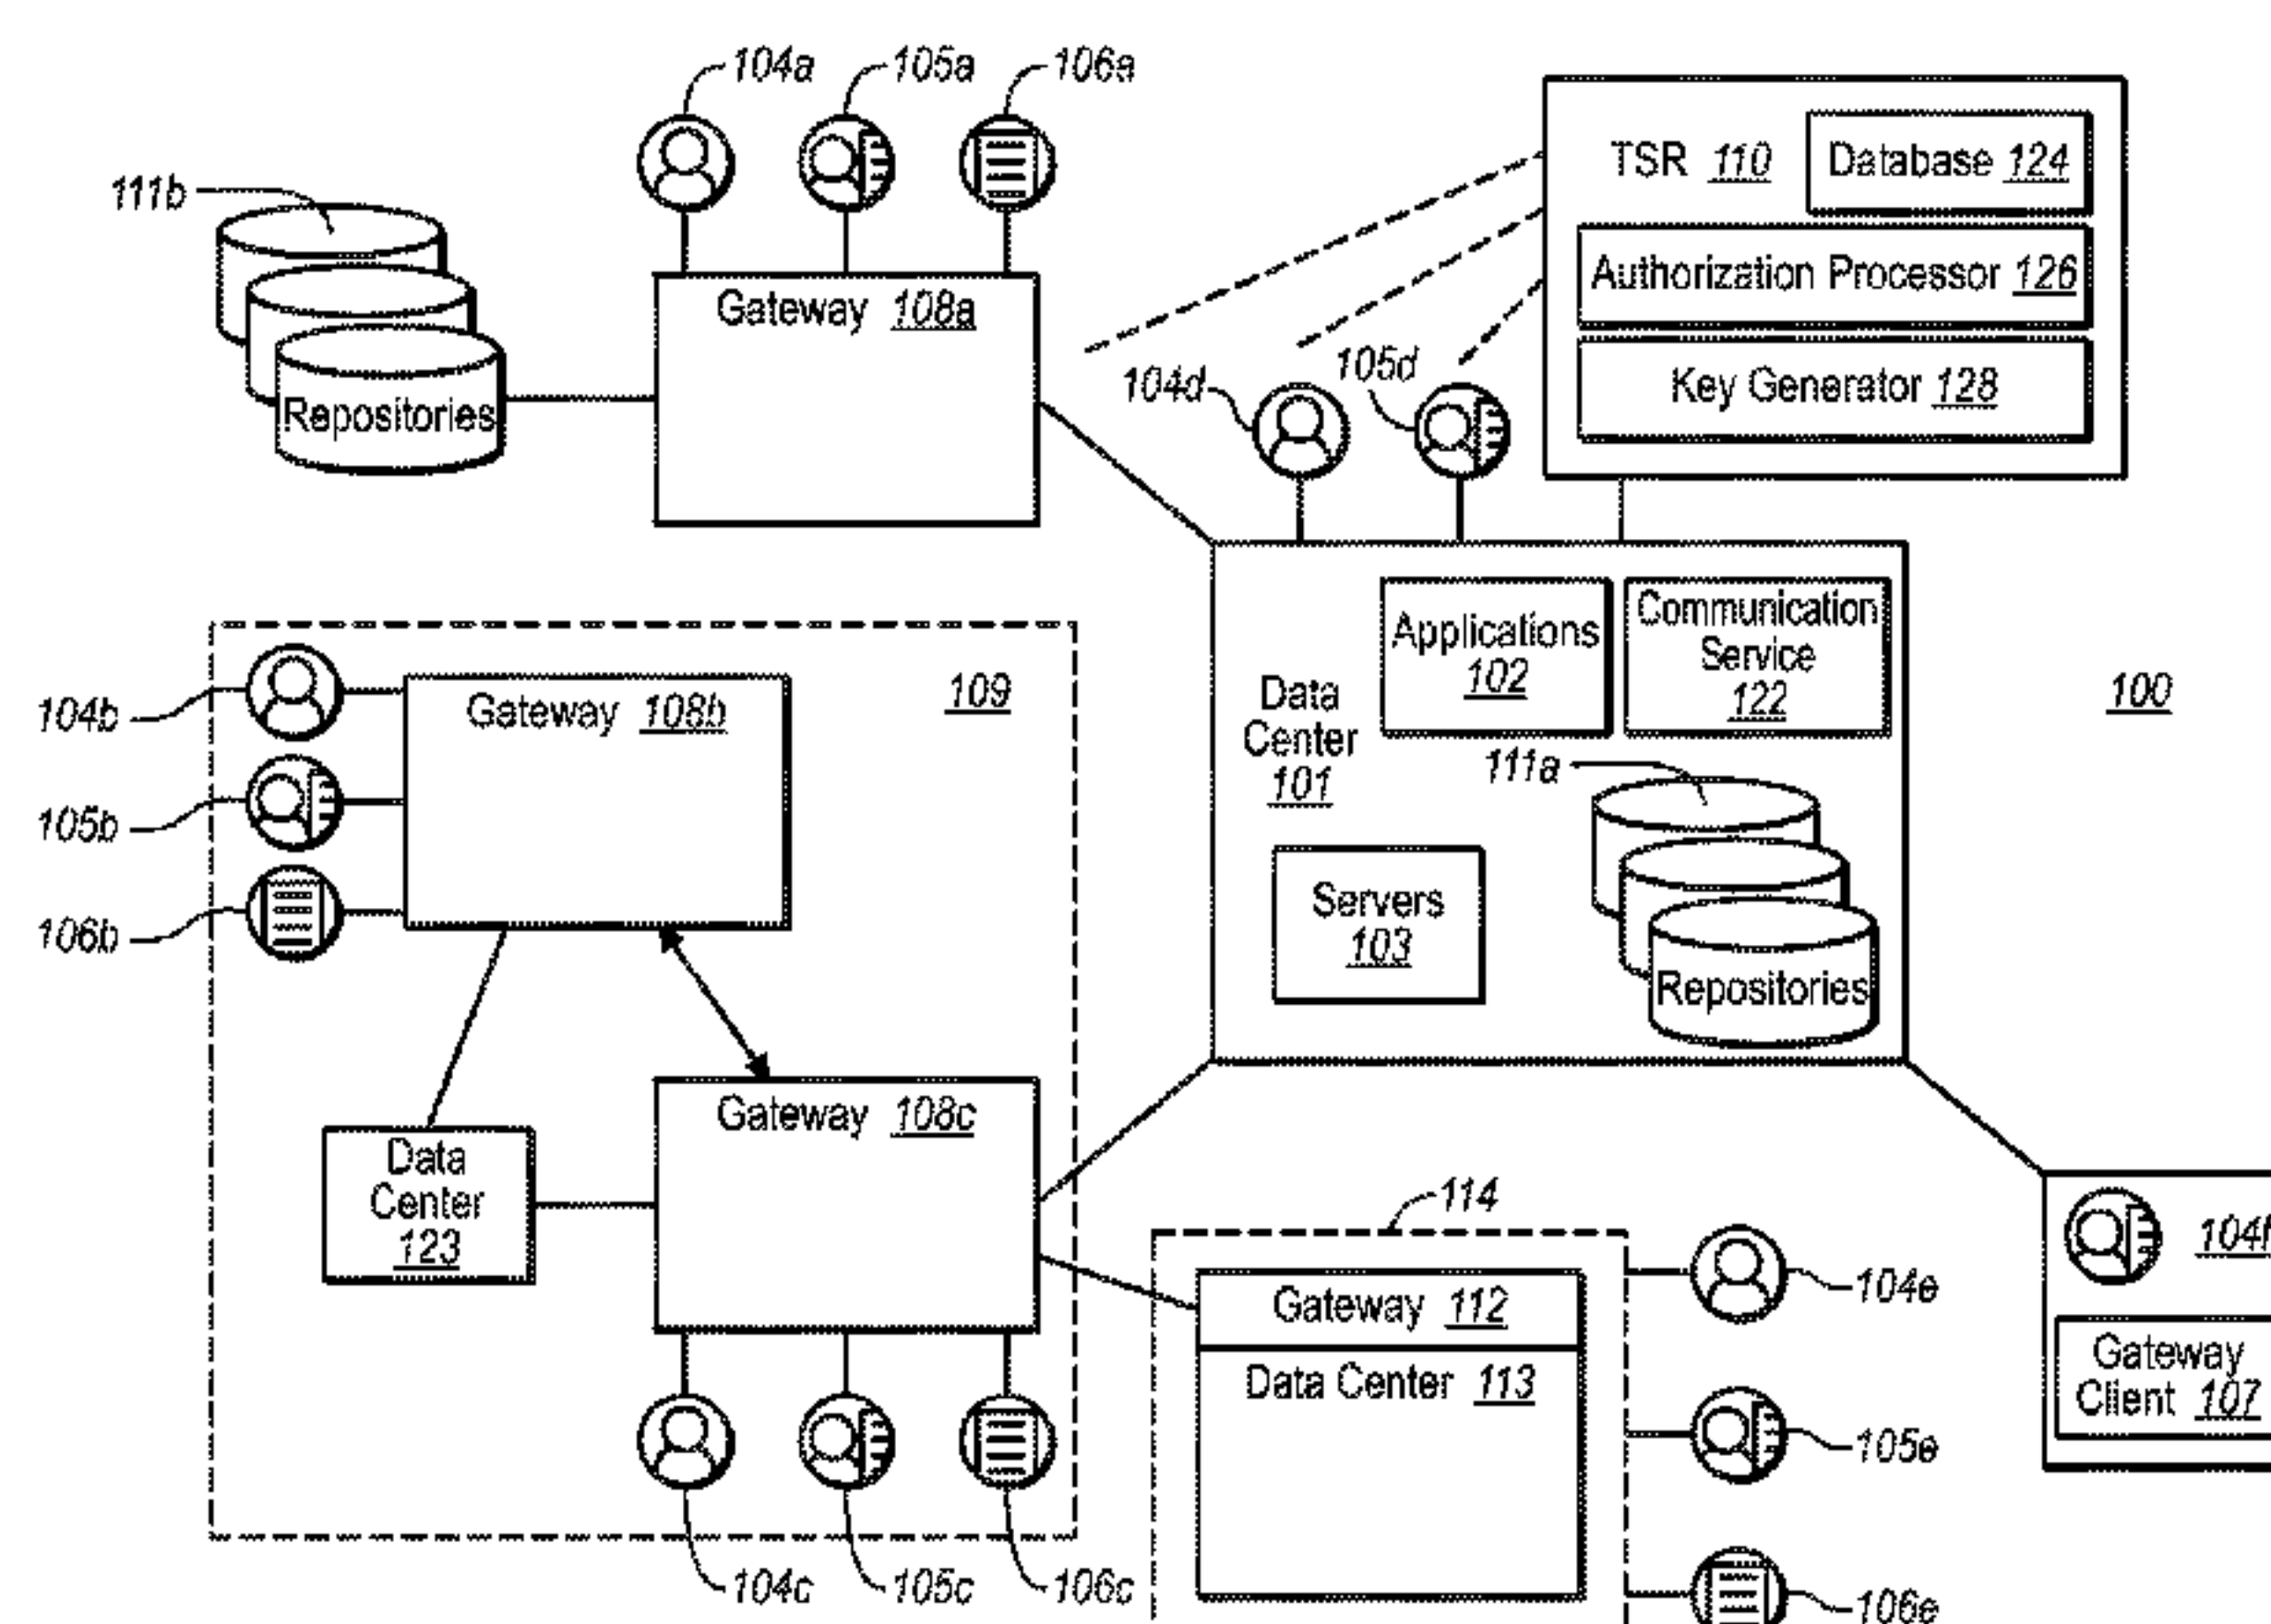 104a
105a
106a
111b
TSR 110
Database 124
Authorization Processor 126
Key Generator 128
Gateway 108a
Repositories
104d
105d
Applications
102
Communication
Service
122
Data
Center
101
111a
Servers
103
Repositories
100
109
104b
105b
106b
Gateway 108b
Gateway 108c
Data
Center
123
104c
105c
106c
114
Gateway 112
Data Center 113
104e
105e
106e
Gateway
Client 107